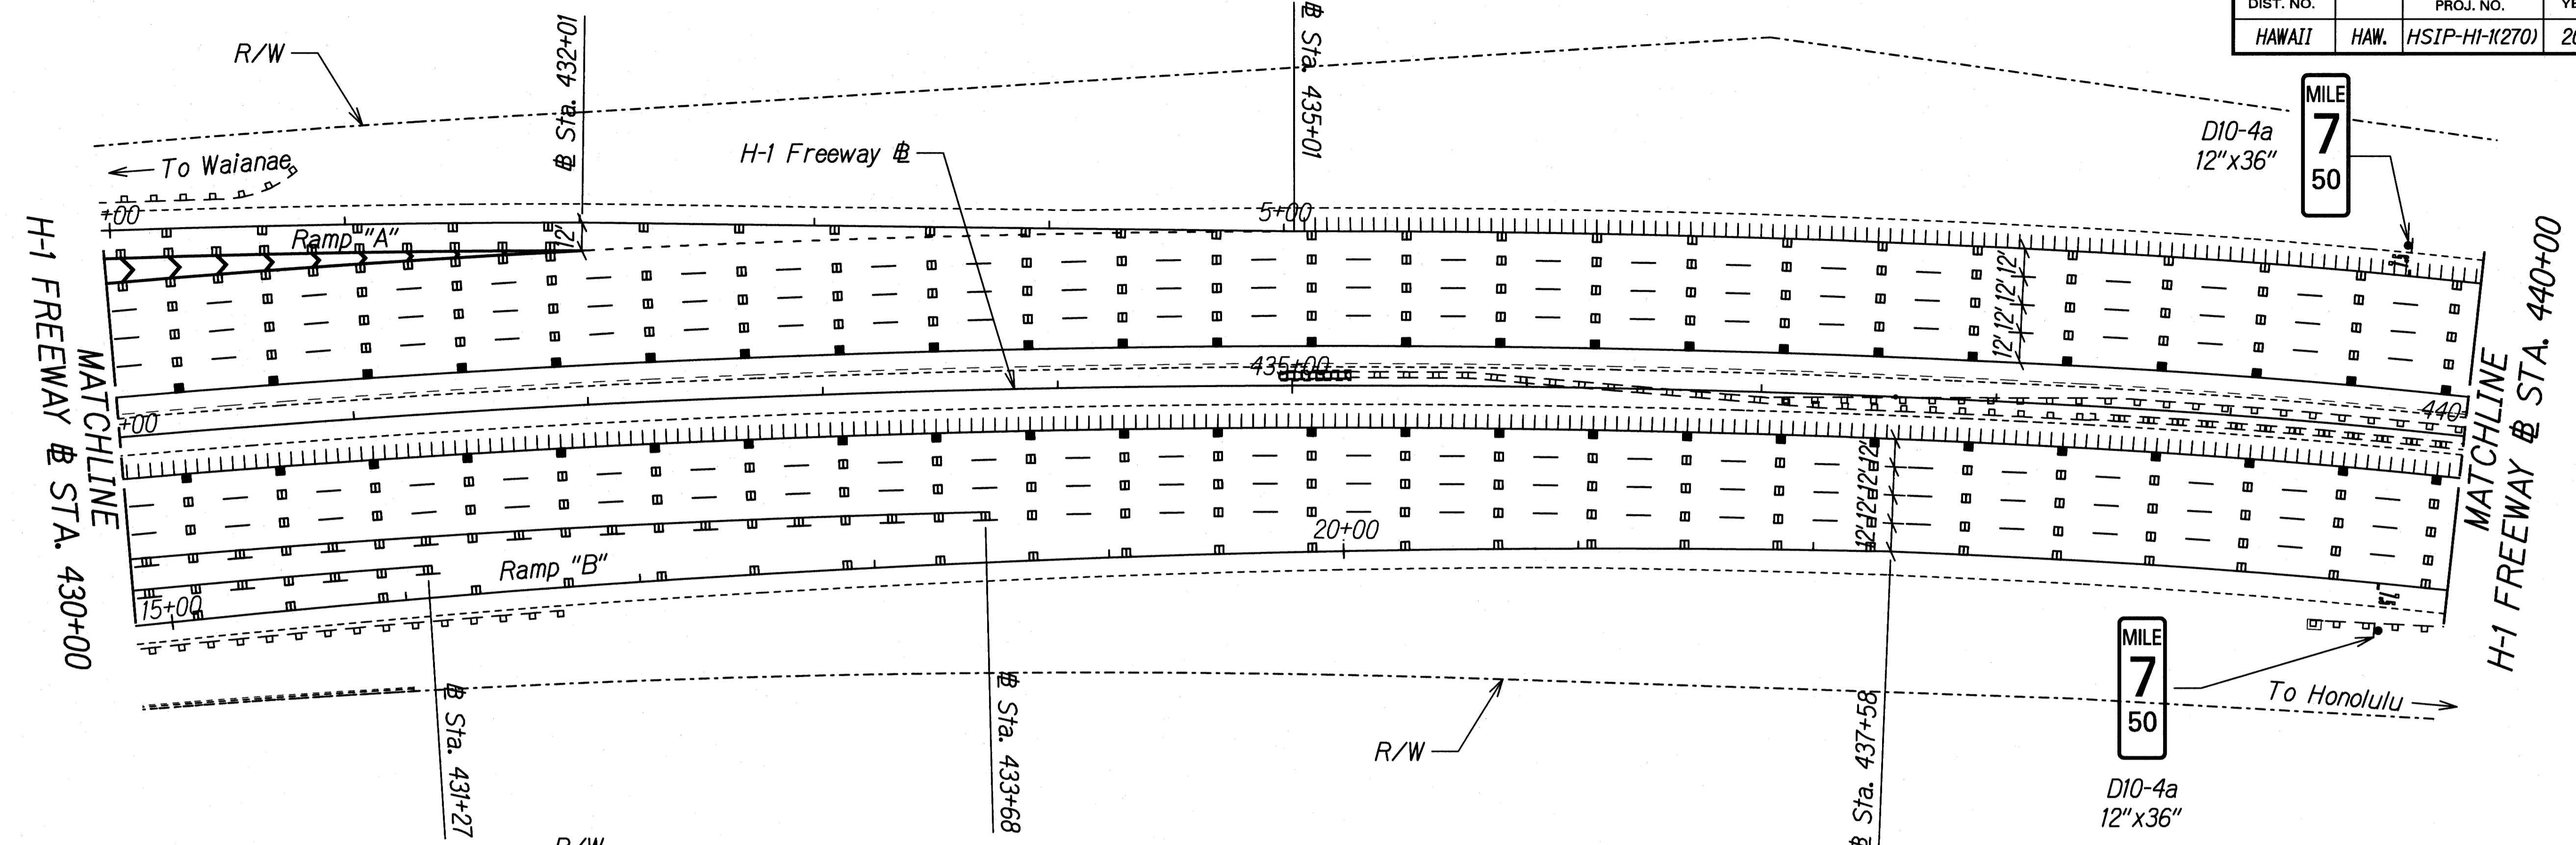 DIST. NO. PROJ. NO.
HAWAII HAW. HSIP-H1-1(270)
R/W
℄ Sta. 432+01
℄ Sta. 435+01
MILE
7
50
D10-4a
12"x36"
To Waianae
H-1 Freeway ℄
+00
Ramp "A"
12'
5+00
12' 12' 12' 12'
H-1 FREEWAY ℄ STA. 430+00
MATCHLINE
+00
435+00
440+
MATCHLINE
H-1 FREEWAY ℄ STA. 440+00
12' 12' 12' 12'
Ramp "B"
15+00
20+00
℄ Sta. 431+27
℄ Sta. 433+68
R/W
℄ Sta. 437+58
MILE
7
50
To Honolulu
D10-4a
12"x36"
R/W